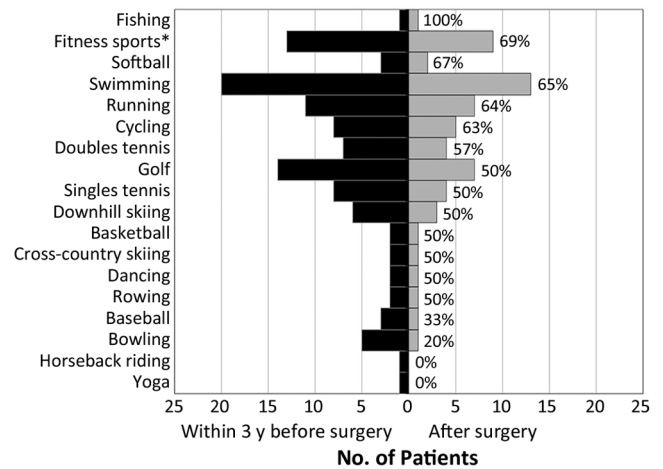 Fishing 100%
Fitness sports* 69%
Softball 67%
Swimming 65%
Running 64%
Cycling 63%
Doubles tennis 57%
Golf 50%
Singles tennis 50%
Downhill skiing 50%
Basketball 50%
Cross-country skiing 50%
Dancing 50%
Rowing 50%
Baseball 33%
Bowling 20%
Horseback riding 0%
Yoga 0%
25 20 15 10 5 0 5 10 15 20 25
Within 3 y before surgery After surgery
No. of Patients